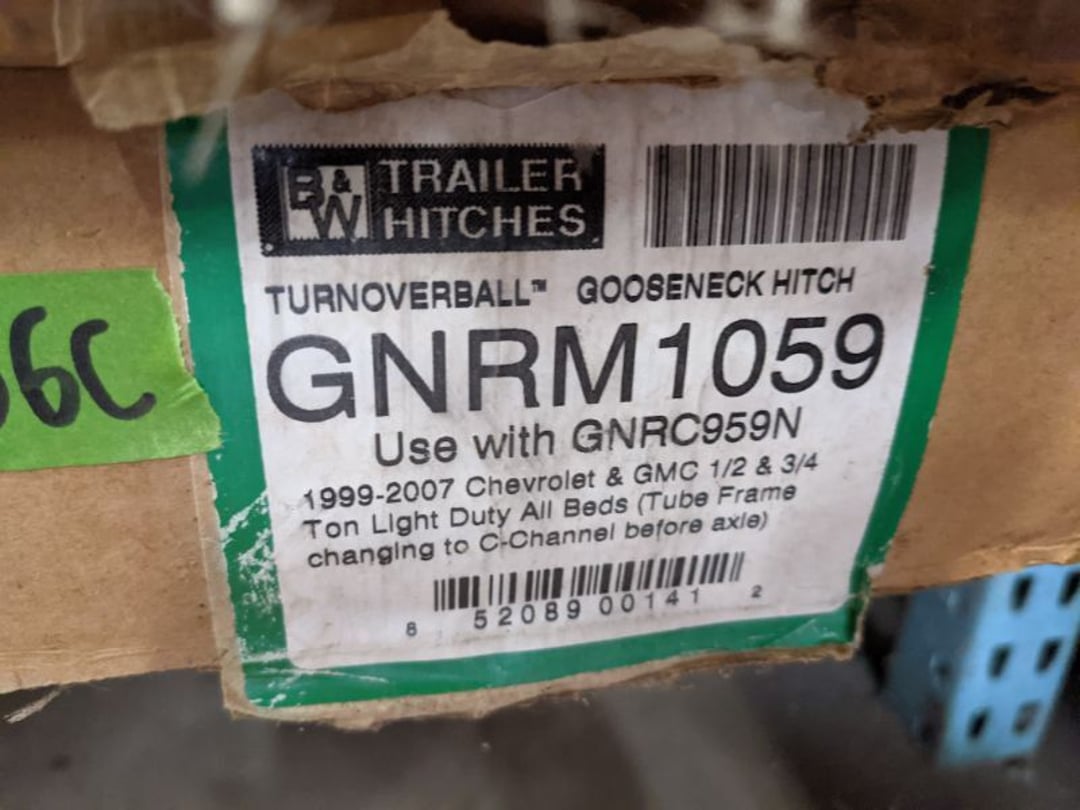 B&W TRAILER HITCHES
TURNOVERBALL™ GOOSENECK HITCH
GNRM1059
Use with GNRC959N
1999-2007 Chevrolet & GMC 1/2 & 3/4
Ton Light Duty All Beds (Tube Frame
changing to C-Channel before axle)
8 52089 00141 2
6C